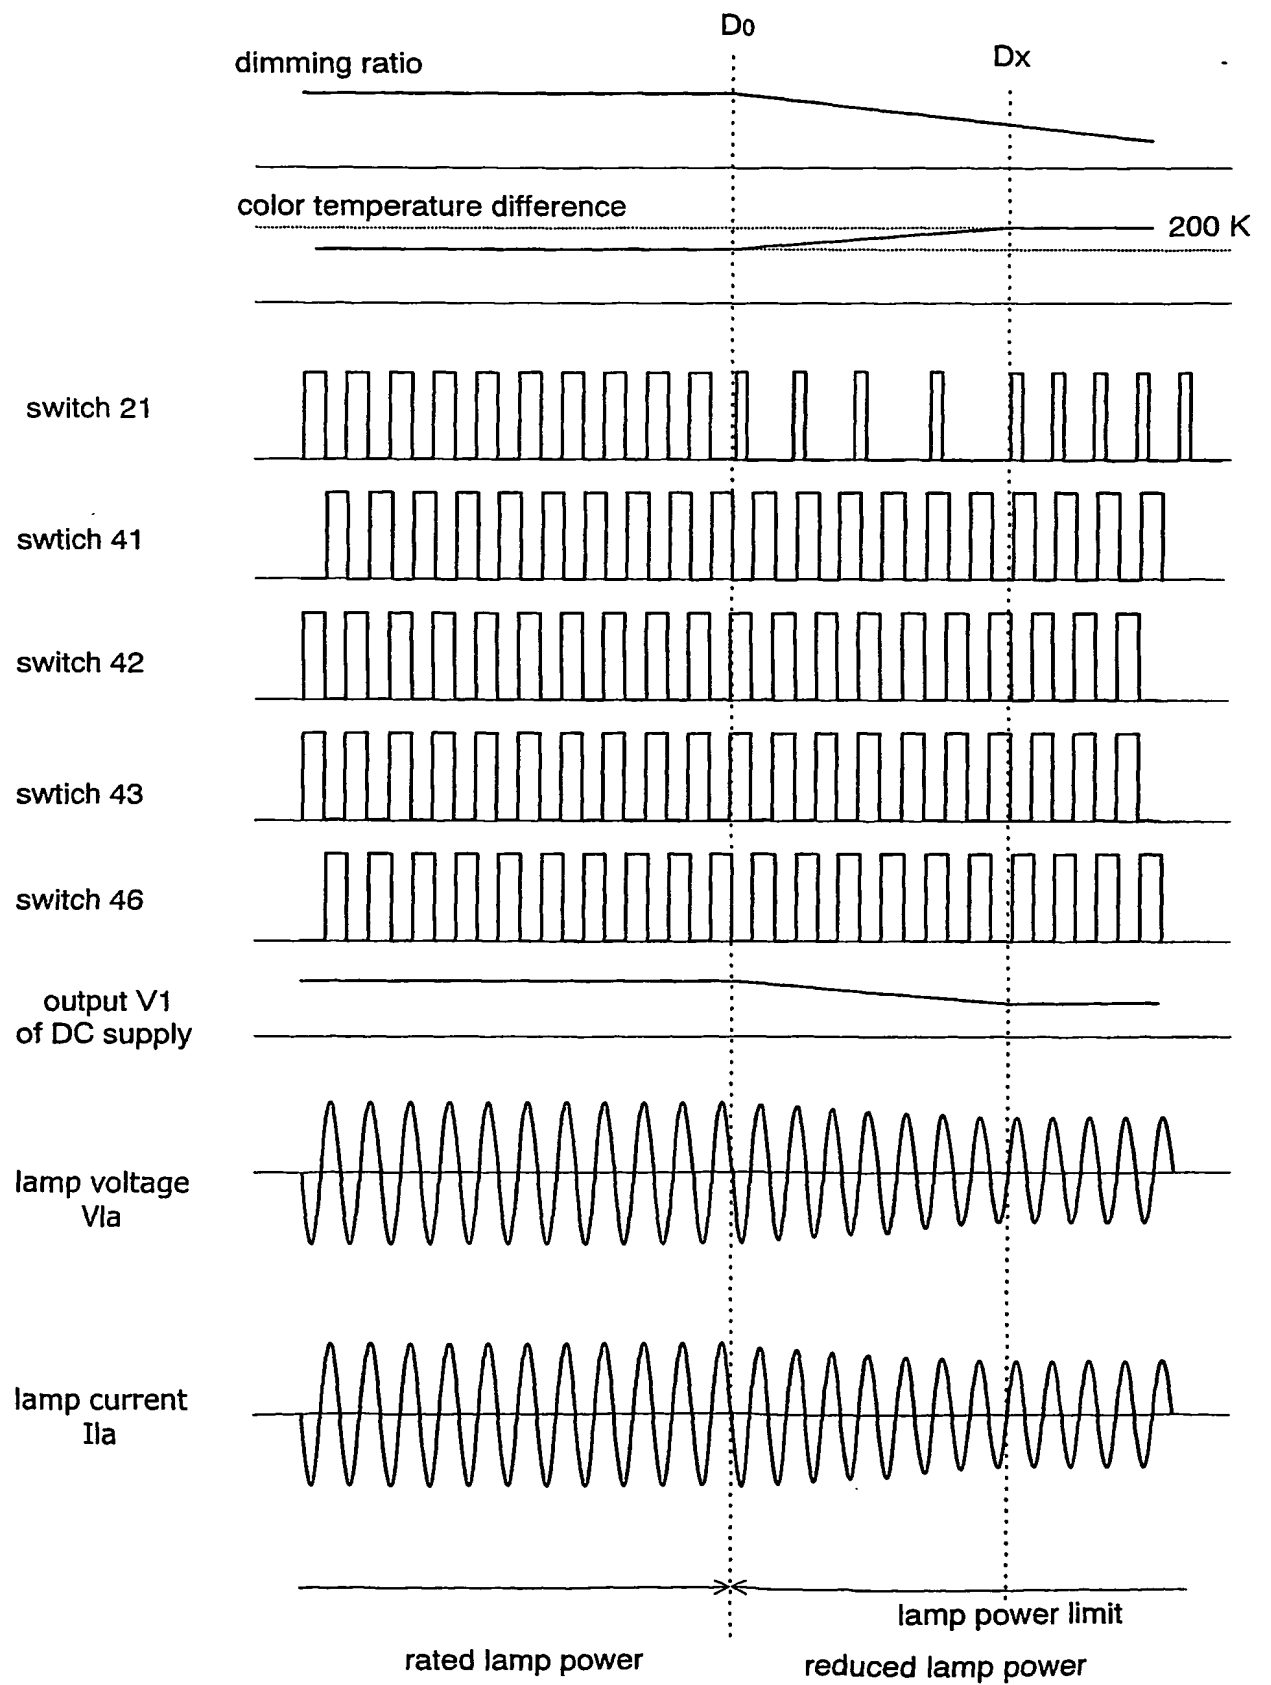 D0
Dx
dimming ratio
color temperature difference
200 K
switch 21
swtich 41
switch 42
swtich 43
switch 46
output V1
of DC supply
lamp voltage
Vla
lamp current
Ila
lamp power limit
rated lamp power
reduced lamp power